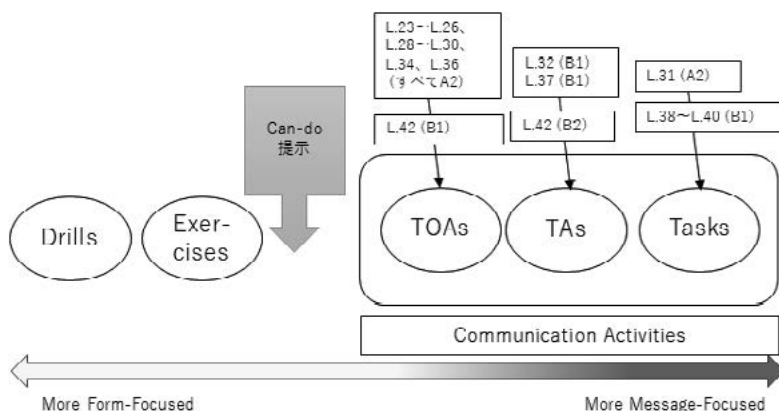 L.23～L.26、
L.28～L.30、
L.34、L.36
(すべてA2)
L.42 (B1)
L.32 (B1)
L.37 (B1)
L.42 (B2)
L.31 (A2)
L.38～L.40 (B1)
Can-do
提示
Drills
Exer-
cises
TOAs
TAs
Tasks
Communication Activities
More Form-Focused
More Message-Focused